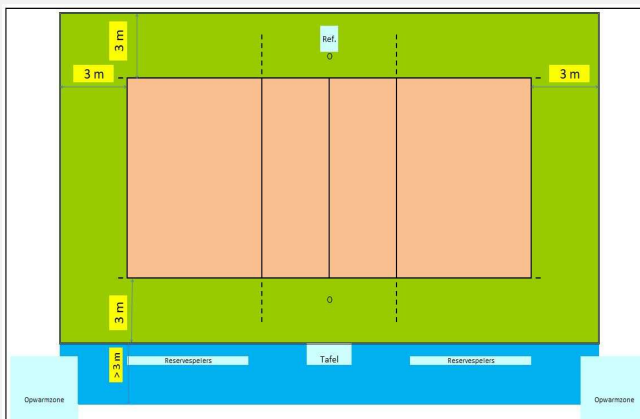 3 m
Ref.
O
3 m
3 m
3 m
O
> 3 m
Reservespelers
Tafel
Reservespelers
Opwarmzone
Opwarmzone